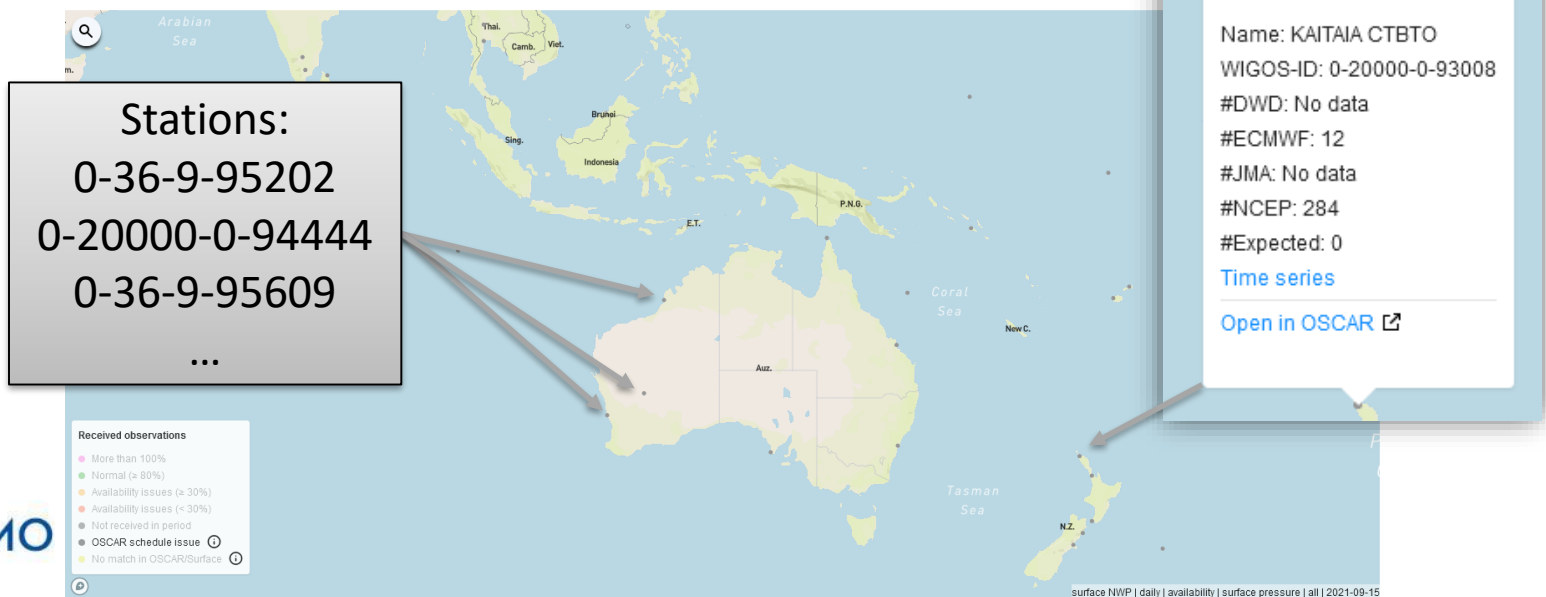 Arabian
Sea
Thai.
Camb.
Viet.
m.
Stations:
0-36-9-95202
0-20000-0-94444
0-36-9-95609
...
Brunei
Sing.
Indonesia
P.N.G.
E.T.
Coral
Sea
New C.
Auz.
Tasman
Sea
N.Z.
Name: KAITAIA CTBTO
WIGOS-ID: 0-20000-0-93008
#DWD: No data
#ECMWF: 12
#JMA: No data
#NCEP: 284
#Expected: 0
Time series
Open in OSCAR
Received observations
More than 100%
Normal (≥ 80%)
Availability issues (≥ 30%)
Availability issues (< 30%)
Not received in period
OSCAR schedule issue
No match in OSCAR/Surface
surface NWP | daily | availability | surface pressure | all | 2021-09-15